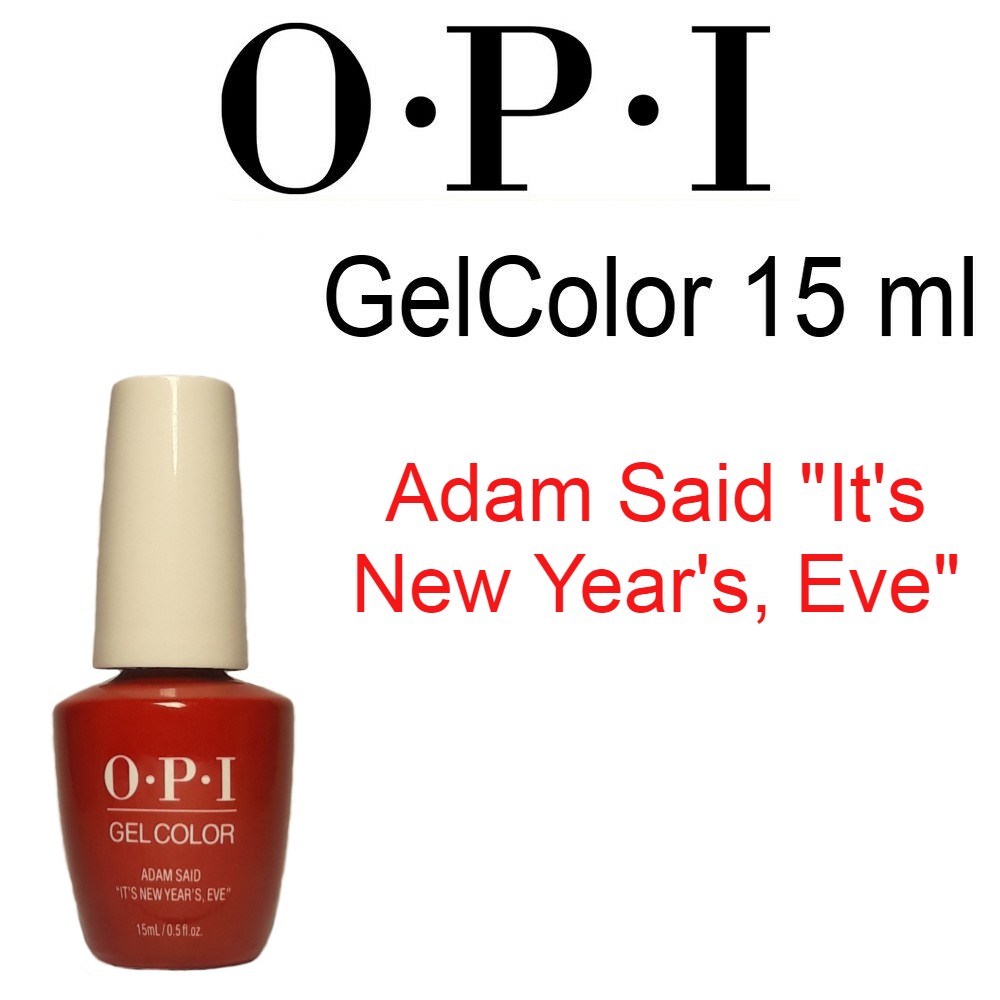 O·P·I
GelColor 15 ml
Adam Said "It's
New Year's, Eve"
O·P·I
GELCOLOR
ADAM SAID
"IT'S NEW YEAR'S, EVE"
15mL/0.5 fl.oz.